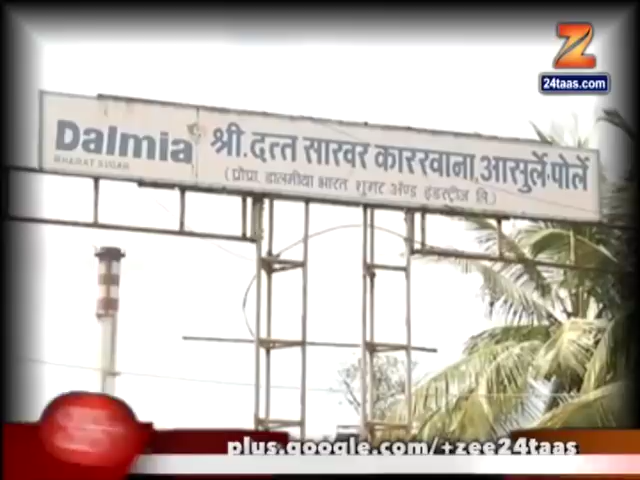 24taas.com
Dalmia
BHARAT SUGAR
श्री. दत्त साखर कारखाना, आसुर्ले-पोर्ले
(प्रोप्रा. डालमीया भारत शुगर अ‍ॅण्ड इंडस्ट्रीज लि.)
plus.google.com/+zee24taas